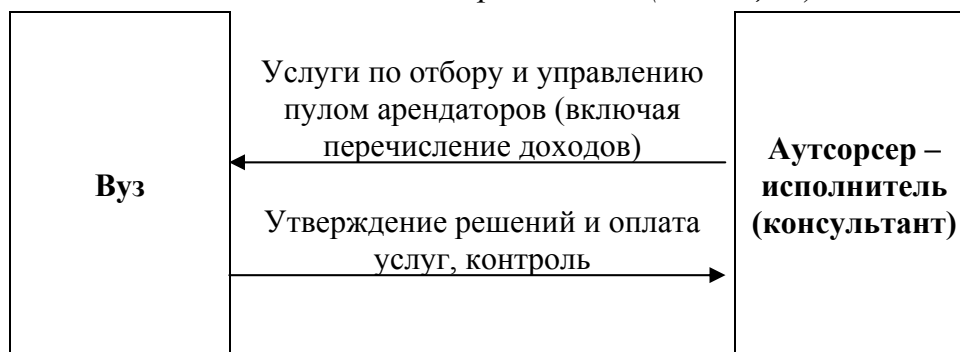 Услуги по отбору и управлению
пулом арендаторов (включая
перечисление доходов)
Вуз
Аутсорсер –
исполнитель
(консультант)
Утверждение решений и оплата
услуг, контроль